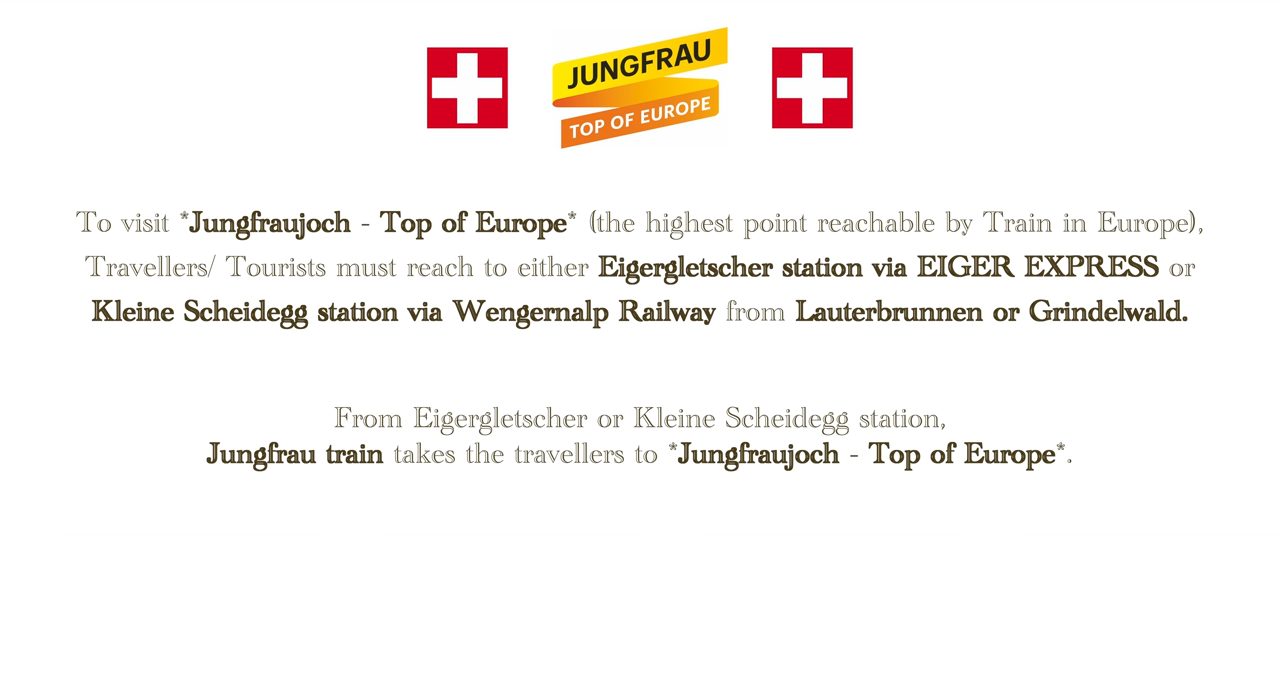 JUNGFRAU
TOP OF EUROPE
To visit *Jungfraujoch - Top of Europe* (the highest point reachable by Train in Europe),
Travellers/ Tourists must reach to either Eigergletscher station via EIGER EXPRESS or
Kleine Scheidegg station via Wengernalp Railway from Lauterbrunnen or Grindelwald.
From Eigergletscher or Kleine Scheidegg station,
Jungfrau train takes the travellers to *Jungfraujoch - Top of Europe*.